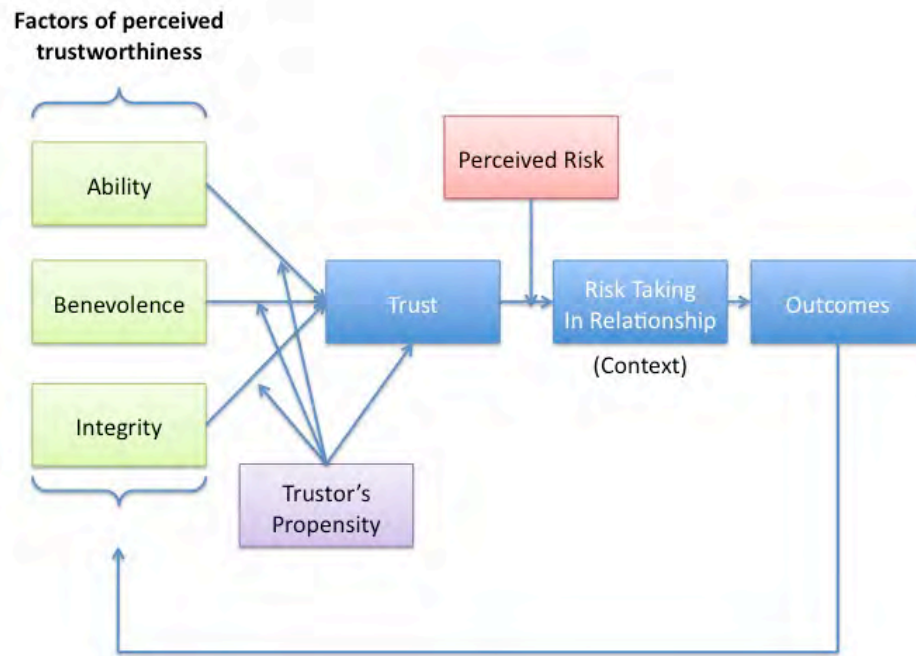 Factors of perceived
trustworthiness
Ability
Benevolence
Integrity
Trustor's
Propensity
Trust
Perceived Risk
Risk Taking
In Relationship
(Context)
Outcomes